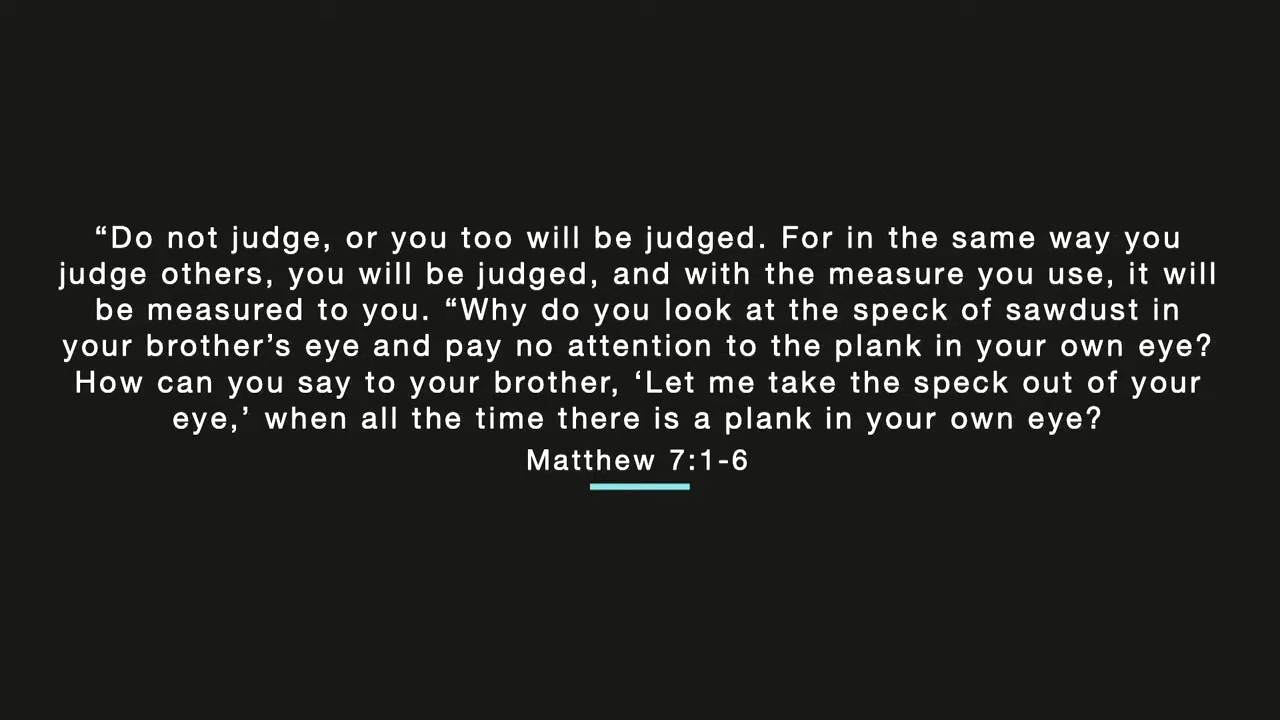 “Do not judge, or you too will be judged. For in the same way you
judge others, you will be judged, and with the measure you use, it will
be measured to you. “Why do you look at the speck of sawdust in
your brother’s eye and pay no attention to the plank in your own eye?
How can you say to your brother, ‘Let me take the speck out of your
eye,’ when all the time there is a plank in your own eye?
Matthew 7:1-6